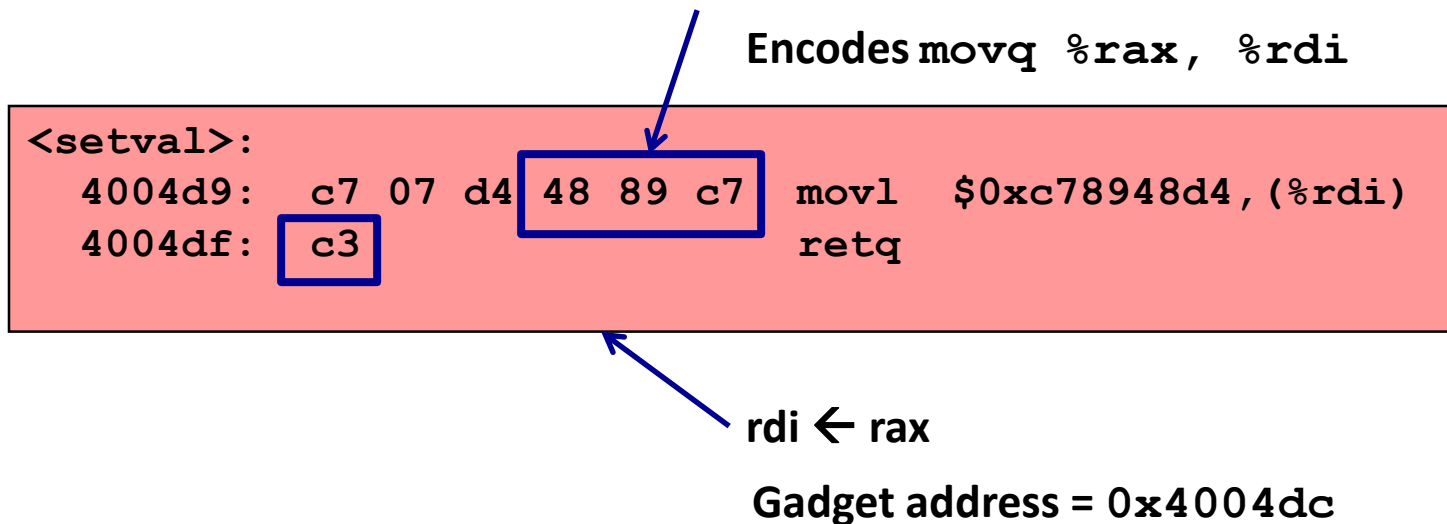 Encodes movq %rax, %rdi
<setval>:
4004d9: c7 07 d4 48 89 c7 movl $0xc78948d4,(%rdi)
4004df: c3 retq
rdi ← rax
Gadget address = 0x4004dc